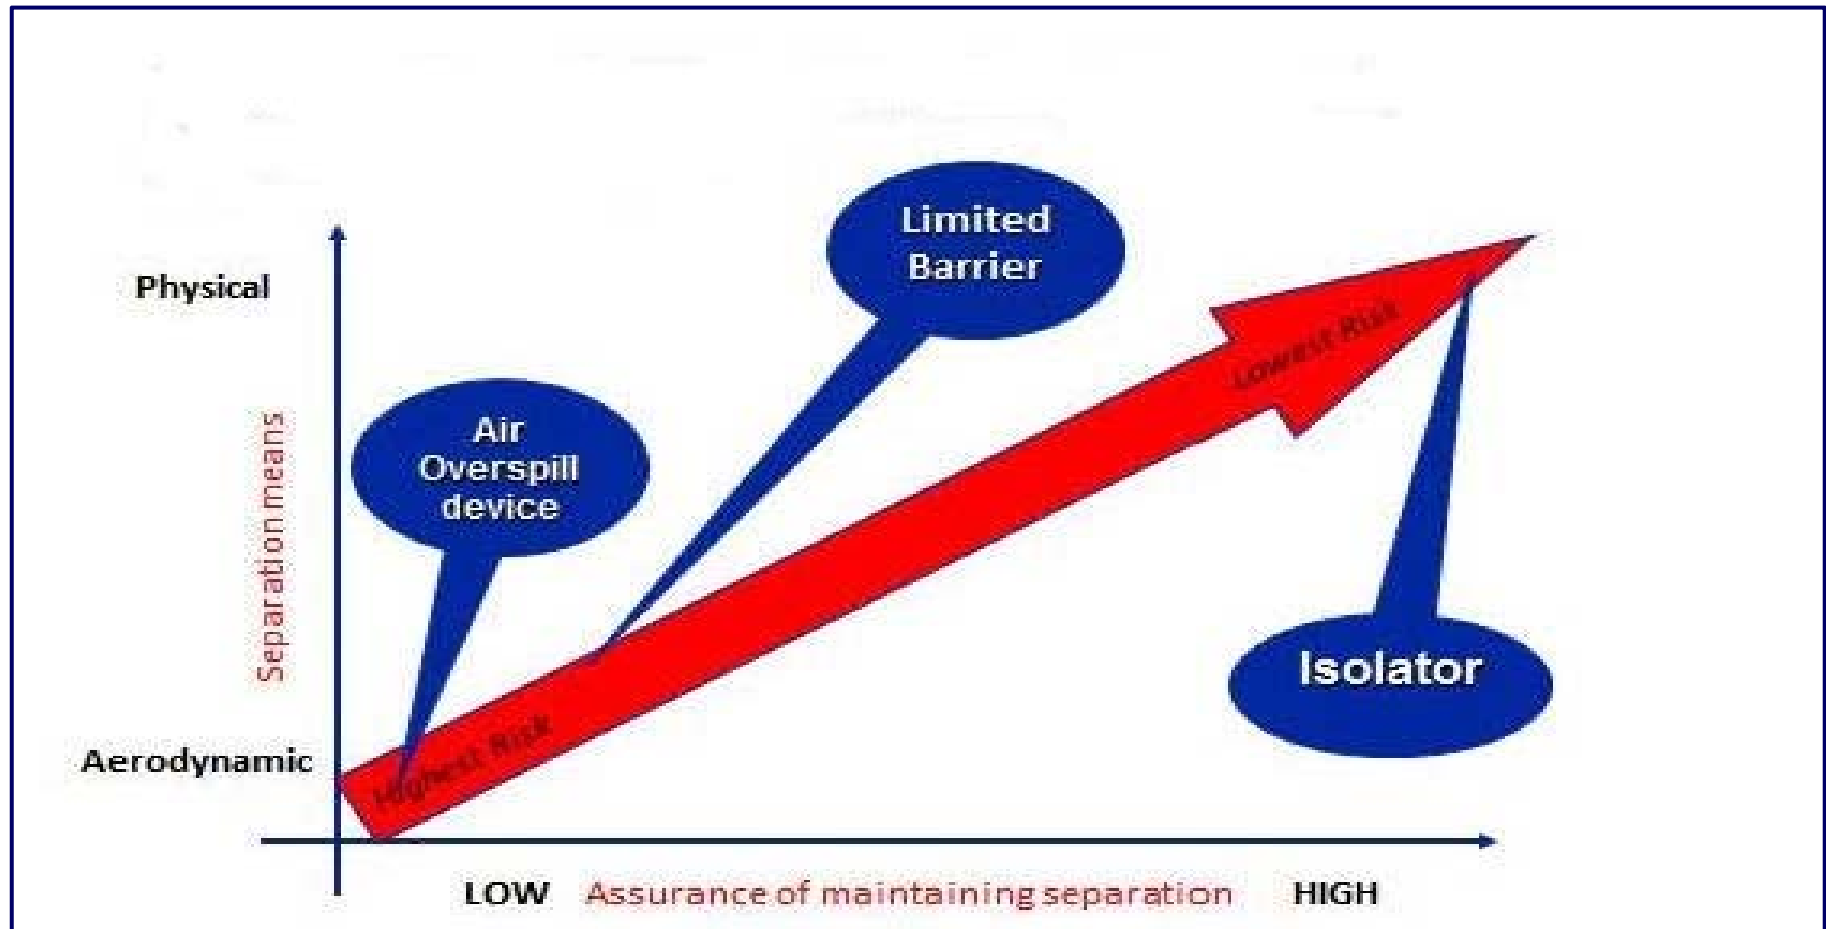 Limited
Barrier
Physical
Lowest Risk
Air
Overspill
device
Separation means
Isolator
Highest Risk
Aerodynamic
LOW Assurance of maintaining separation HIGH